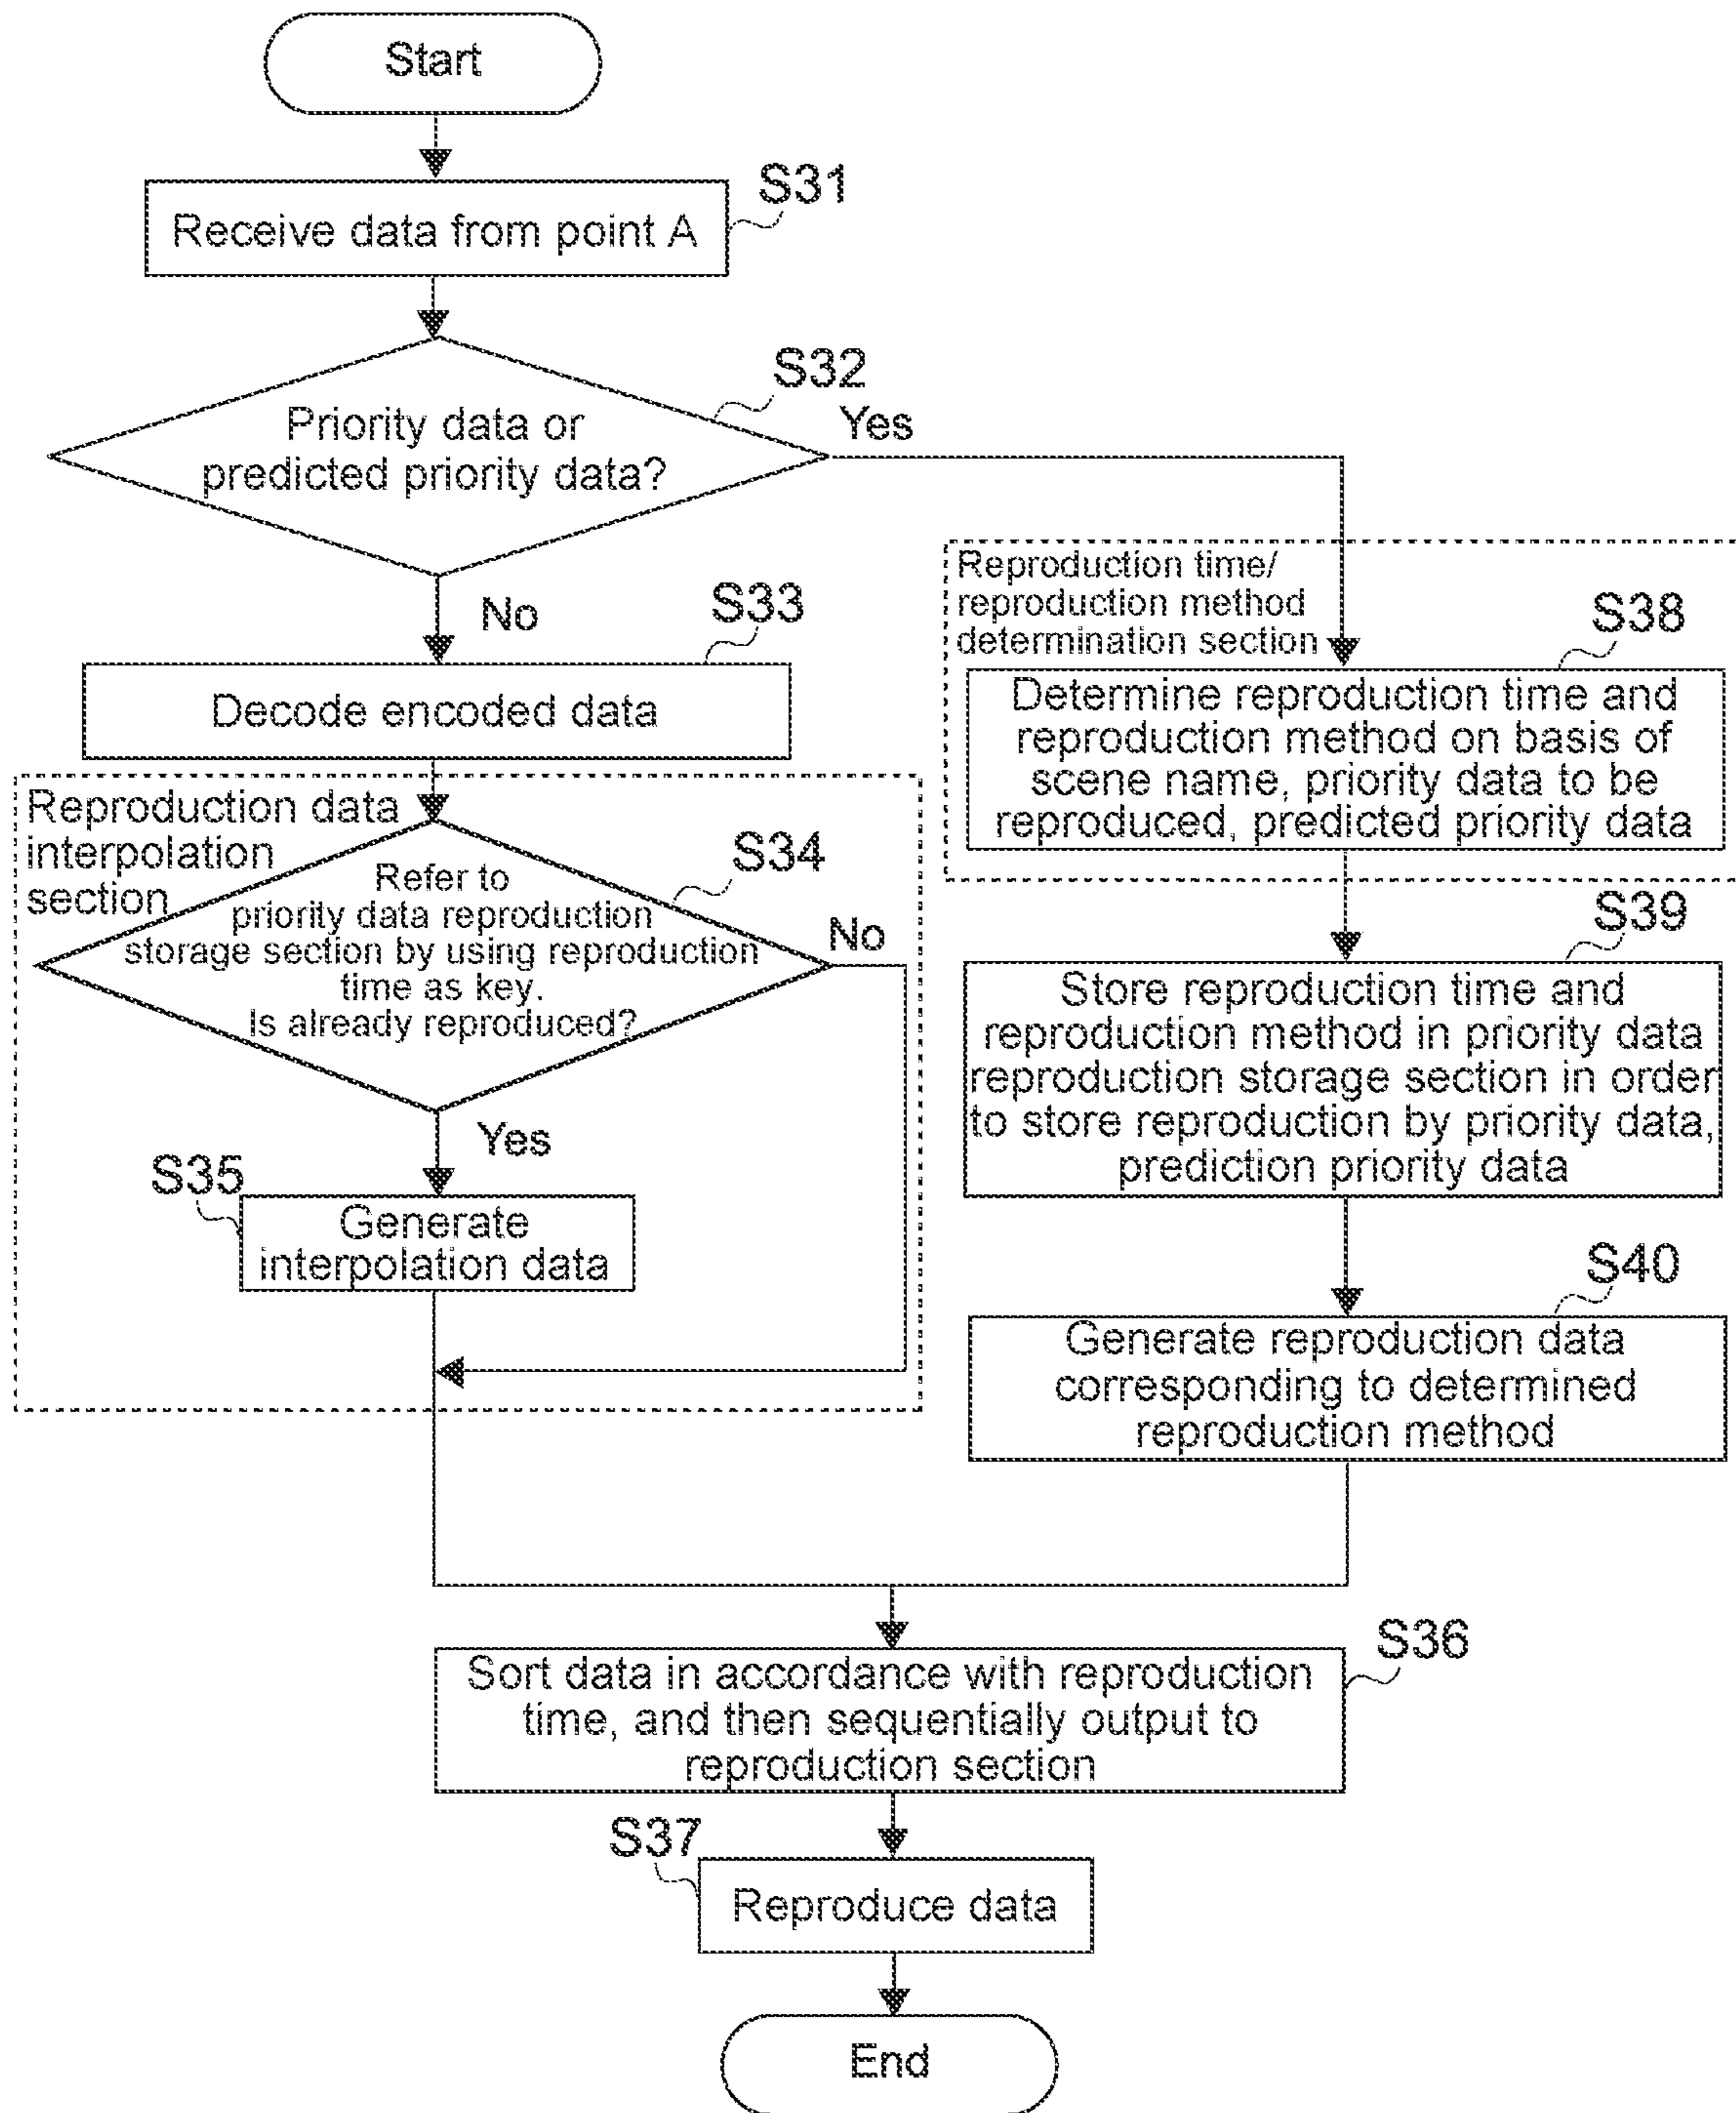 Start
S31
Receive data from point A
S32
Priority data or
predicted priority data?
Yes
No
S33
Decode encoded data
Reproduction data
interpolation
section
S34
Refer to
priority data reproduction
storage section by using reproduction
time as key.
Is already reproduced?
No
Yes
S35
Generate
interpolation data
Reproduction time/
reproduction method
determination section
S38
Determine reproduction time and
reproduction method on basis of
scene name, priority data to be
reproduced, predicted priority data
S39
Store reproduction time and
reproduction method in priority data
reproduction storage section in order
to store reproduction by priority data,
prediction priority data
S40
Generate reproduction data
corresponding to determined
reproduction method
S36
Sort data in accordance with reproduction
time, and then sequentially output to
reproduction section
S37
Reproduce data
End